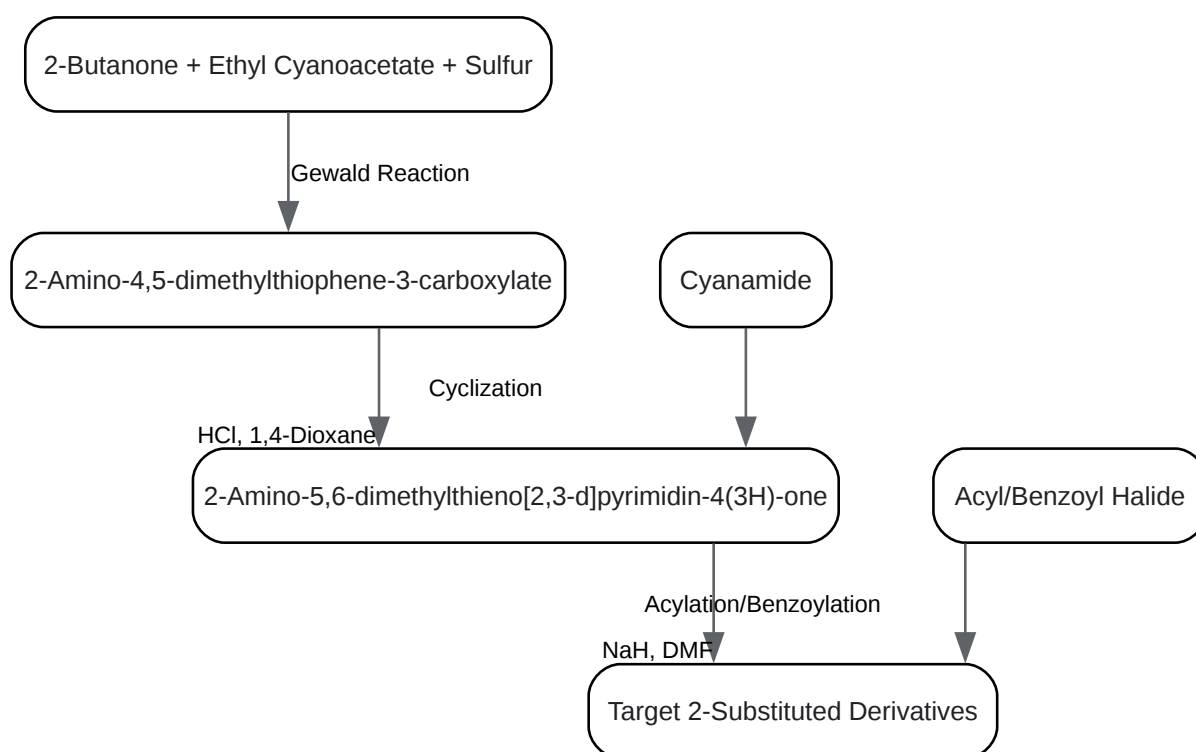 2-Butanone + Ethyl Cyanoacetate + Sulfur
Gewald Reaction
2-Amino-4,5-dimethylthiophene-3-carboxylate
Cyanamide
Cyclization
HCl, 1,4-Dioxane
2-Amino-5,6-dimethylthieno[2,3-d]pyrimidin-4(3H)-one
Acyl/Benzoyl Halide
Acylation/Benzoylation
NaH, DMF
Target 2-Substituted Derivatives